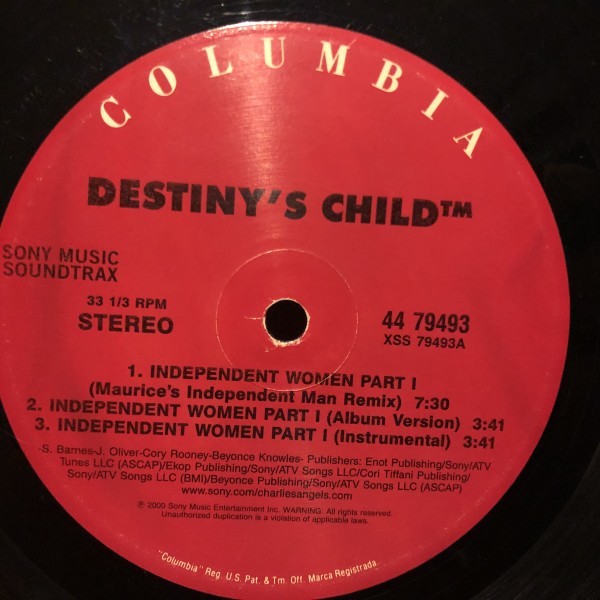 COLUMBIA
DESTINY'S CHILD™
SONY MUSIC
SOUNDTRAX
33 1/3 RPM
STEREO
44 79493
XSS 79493A
1. INDEPENDENT WOMEN PART I
(Maurice's Independent Man Remix) 7:30
2. INDEPENDENT WOMEN PART I (Album Version) 3:41
3. INDEPENDENT WOMEN PART I (Instrumental) 3:41
-S. Barnes-J. Oliver-Cory Rooney-Beyonce Knowles- Publishers: Enot Publishing/Sony/ATV
Tunes LLC (ASCAP)/Ekop Publishing/Sony/ATV Songs LLC/Cori Tiffani Publishing/
Sony/ATV Songs LLC (BMI)/Beyonce Publishing/Sony/ATV Songs LLC (ASCAP)
www.sony.com/charliesangels.com
℗ 2000 Sony Music Entertainment Inc. WARNING: All rights reserved.
Unauthorized duplication is a violation of applicable laws.
"Columbia" Reg. U.S. Pat. & Tm. Off. Marca Registrada.